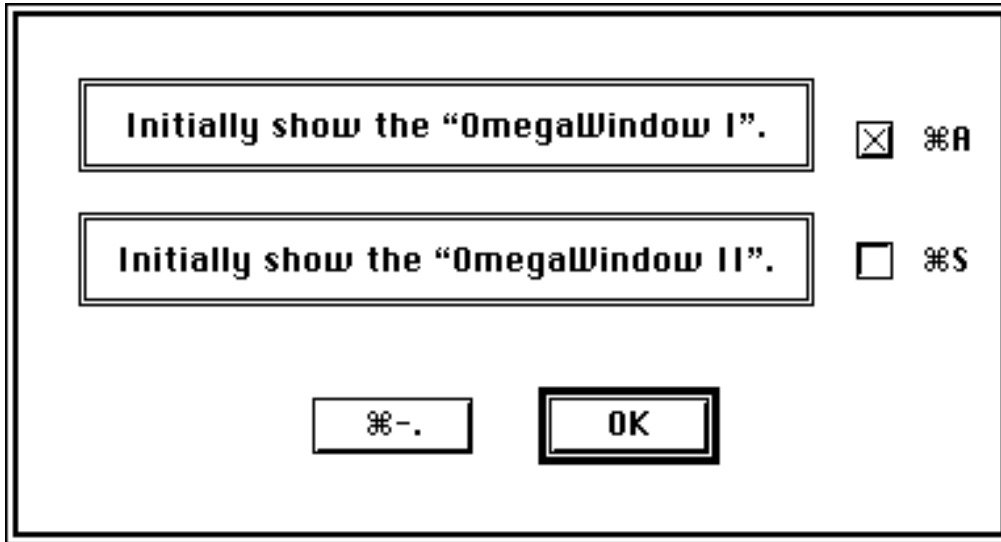 Initially show the “OmegaWindow I”.
⌘A
Initially show the “OmegaWindow II”.
⌘S
⌘-.
OK